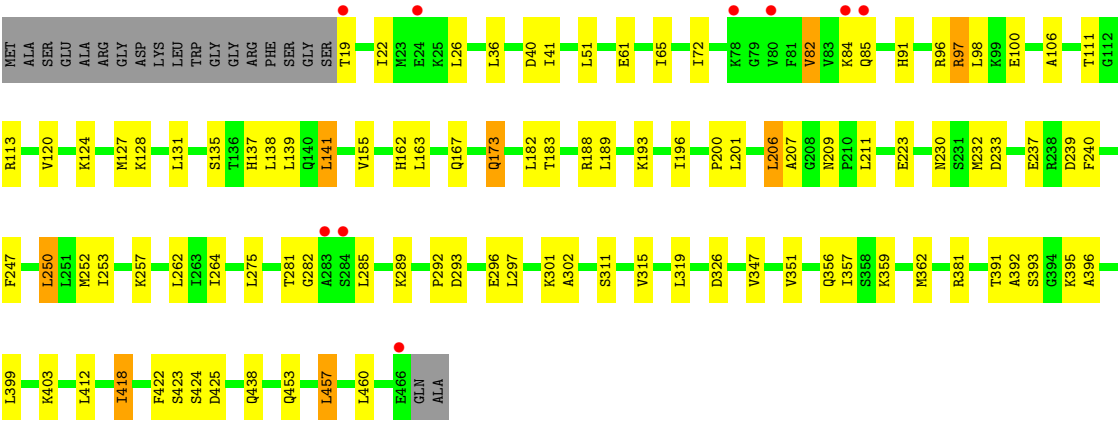 MET ALA SER GLU ALA ARG GLY ASP LYS LEU TRP GLY GLY ARG PHE SER GLY SER T19 I22 M23 E24 K25 L26 L36 D40 I41 L51 E61 I65 I72 K78 G79 V80 F81 V82 V83 K84 Q85 H91 R96 R97 L98 K99 E100 A106 T111 G112
R113 V120 K124 M127 K128 L131 S135 T136 H137 L138 L139 Q140 L141 V155 H162 L163 Q167 Q173 L182 T183 R188 L189 K193 I196 P200 L201 L206 A207 G208 N209 P210 L211 E223 N230 S231 M232 D233 E237 R238 D239 F240
F247 L250 L251 M252 I253 K257 L262 I263 I264 L275 T281 G282 A283 S284 L285 K289 P292 D293 E296 L297 K301 A302 S311 V315 L319 D326 V347 V351 Q356 I357 S358 K359 M362 R381 T391 A392 S393 G394 K395 A396
L399 K403 L412 I418 F422 S423 S424 D425 Q438 Q453 L457 L460 E466 GLN ALA